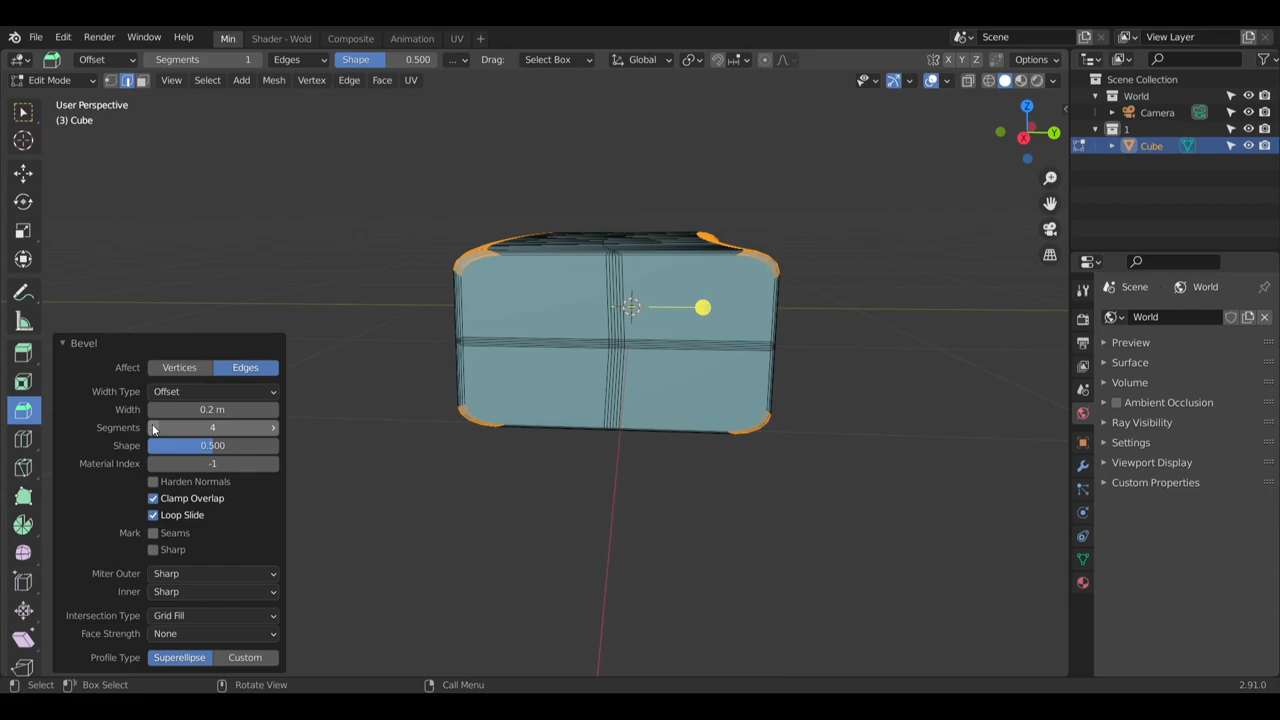 File Edit Render Window Help Min Shader - Wold Composite Animation UV + Scene View Layer
Offset Segments 1 Edges Shape 0.500 ... Drag: Select Box Global X Y Z Options
Edit Mode View Select Add Mesh Vertex Edge Face UV
User Perspective
(3) Cube
Z
Y
X
Scene Collection
World
Camera
1
Cube
Bevel
Affect Vertices Edges
Width Type Offset
Width 0.2 m
Segments 4
Shape 0.500
Material Index -1
Harden Normals
Clamp Overlap
Loop Slide
Mark Seams
Sharp
Miter Outer Sharp
Inner Sharp
Intersection Type Grid Fill
Face Strength None
Profile Type Superellipse Custom
Scene World
World
Preview
Surface
Volume
Ambient Occlusion
Ray Visibility
Settings
Viewport Display
Custom Properties
Select Box Select Rotate View Call Menu 2.91.0